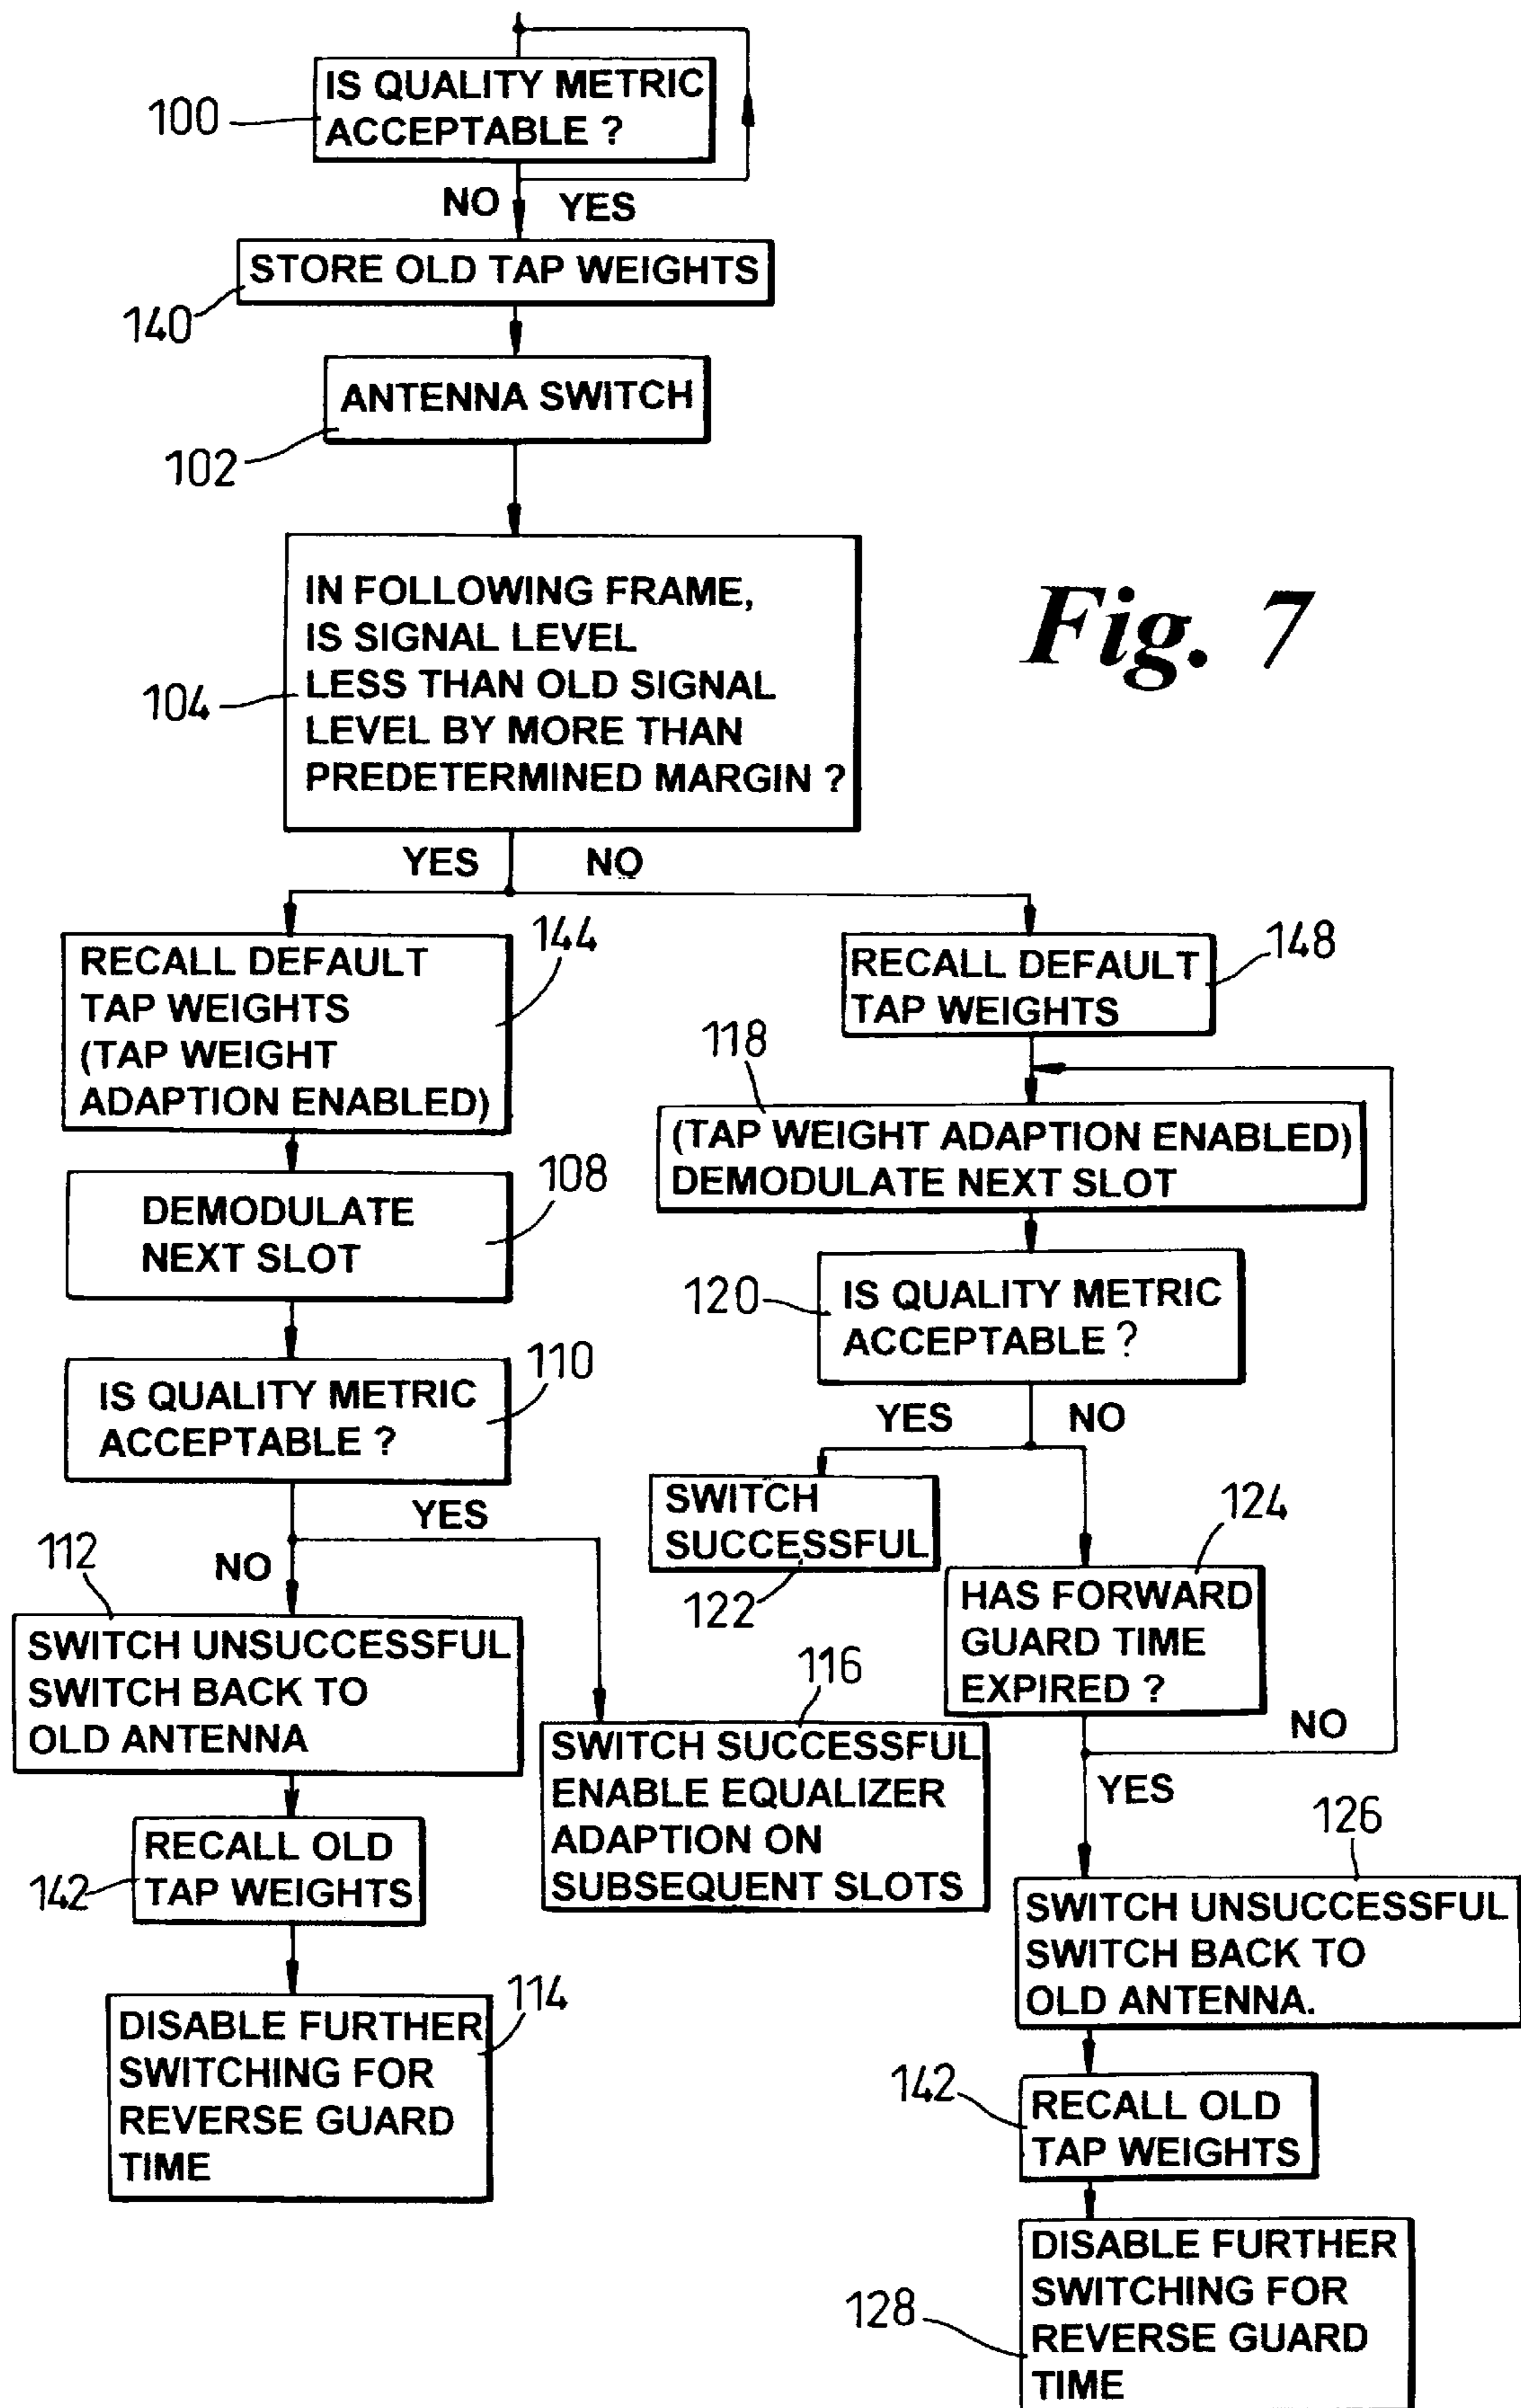 IS QUALITY METRIC
ACCEPTABLE ?
100
NO YES
STORE OLD TAP WEIGHTS
140
ANTENNA SWITCH
102
IN FOLLOWING FRAME,
IS SIGNAL LEVEL
LESS THAN OLD SIGNAL
LEVEL BY MORE THAN
PREDETERMINED MARGIN ?
104
Fig. 7
YES NO
RECALL DEFAULT
TAP WEIGHTS
(TAP WEIGHT
ADAPTION ENABLED)
144
DEMODULATE
NEXT SLOT
108
IS QUALITY METRIC
ACCEPTABLE ?
110
YES
NO
112
SWITCH UNSUCCESSFUL
SWITCH BACK TO
OLD ANTENNA
RECALL OLD
TAP WEIGHTS
142
DISABLE FURTHER
SWITCHING FOR
REVERSE GUARD
TIME
114
116
SWITCH SUCCESSFUL
ENABLE EQUALIZER
ADAPTION ON
SUBSEQUENT SLOTS
RECALL DEFAULT
TAP WEIGHTS
148
118
(TAP WEIGHT ADAPTION ENABLED)
DEMODULATE NEXT SLOT
120
IS QUALITY METRIC
ACCEPTABLE ?
YES NO
SWITCH
SUCCESSFUL
122
124
HAS FORWARD
GUARD TIME
EXPIRED ?
NO
YES
126
SWITCH UNSUCCESSFUL
SWITCH BACK TO
OLD ANTENNA.
142
RECALL OLD
TAP WEIGHTS
128
DISABLE FURTHER
SWITCHING FOR
REVERSE GUARD
TIME